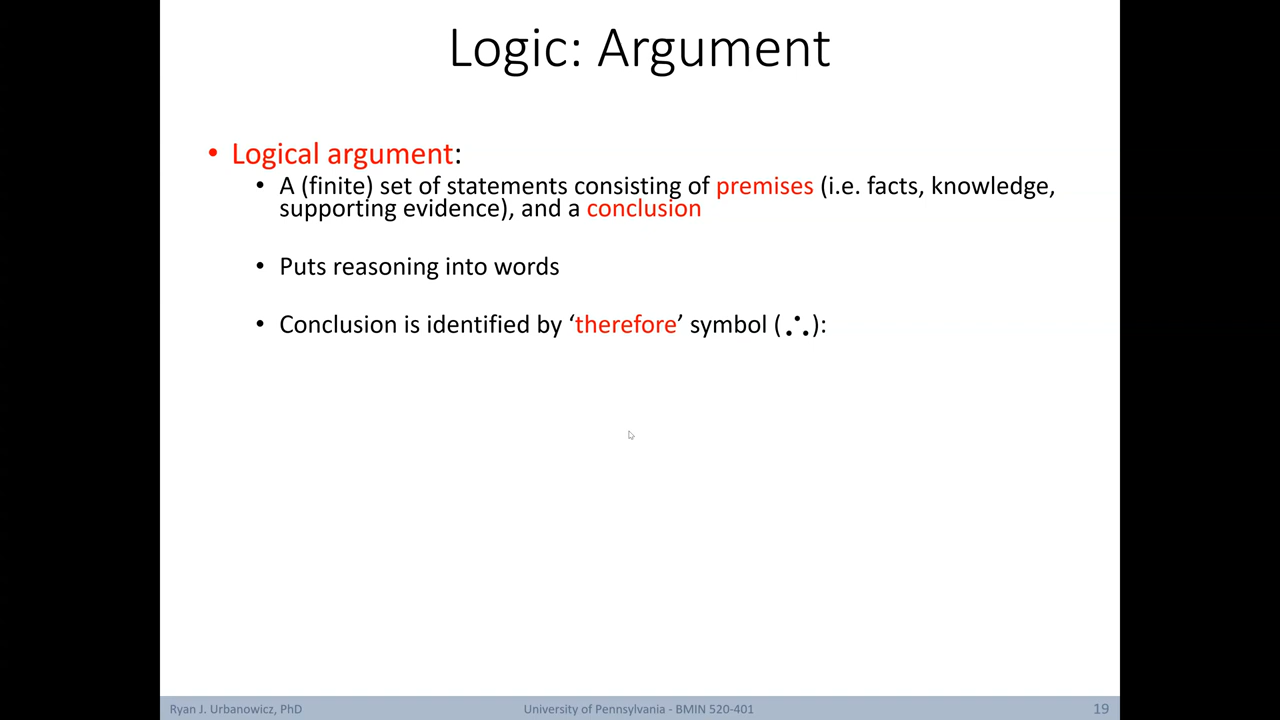 Logic: Argument
• Logical argument:
• A (finite) set of statements consisting of premises (i.e. facts, knowledge,
supporting evidence), and a conclusion
• Puts reasoning into words
• Conclusion is identified by ‘therefore’ symbol (∴):
Ryan J. Urbanowicz, PhD
University of Pennsylvania - BMIN 520-401
19